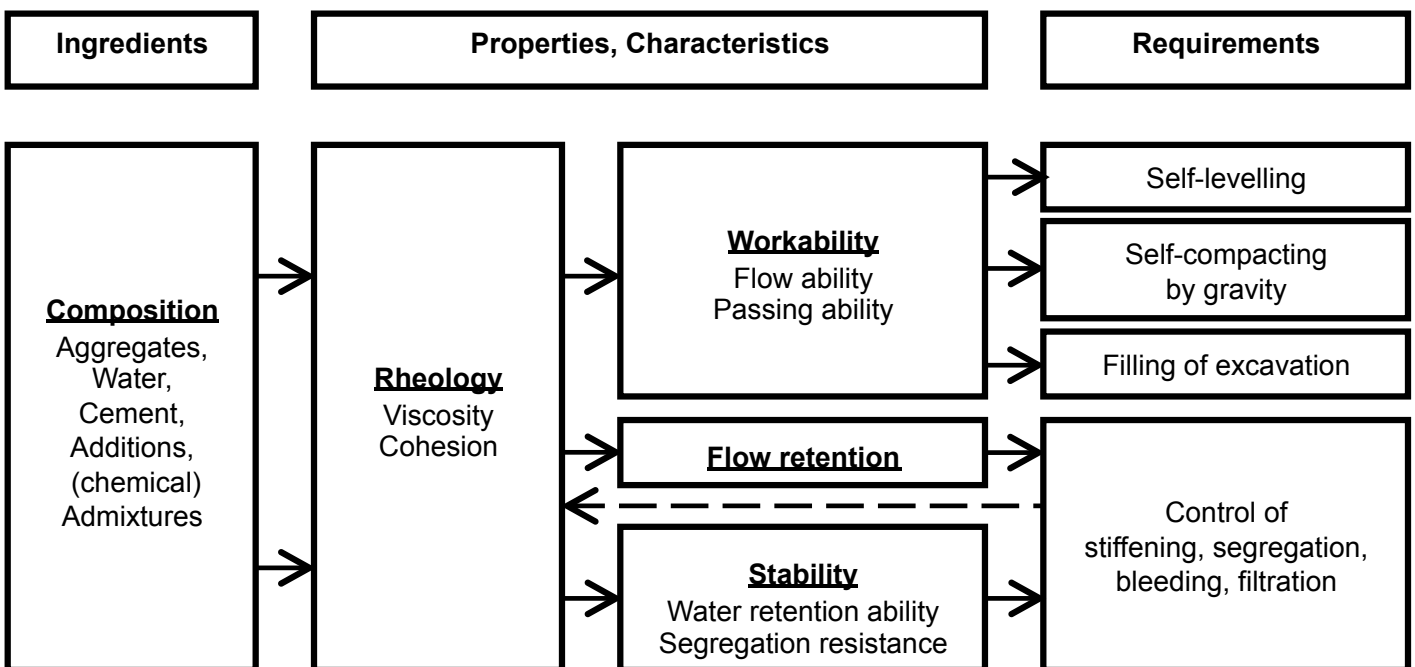 Ingredients
Properties, Characteristics
Requirements
Composition
Aggregates,
Water,
Cement,
Additions,
(chemical)
Admixtures
Rheology
Viscosity
Cohesion
Workability
Flow ability
Passing ability
Flow retention
Stability
Water retention ability
Segregation resistance
Self-levelling
Self-compacting
by gravity
Filling of excavation
Control of
stiffening, segregation,
bleeding, filtration